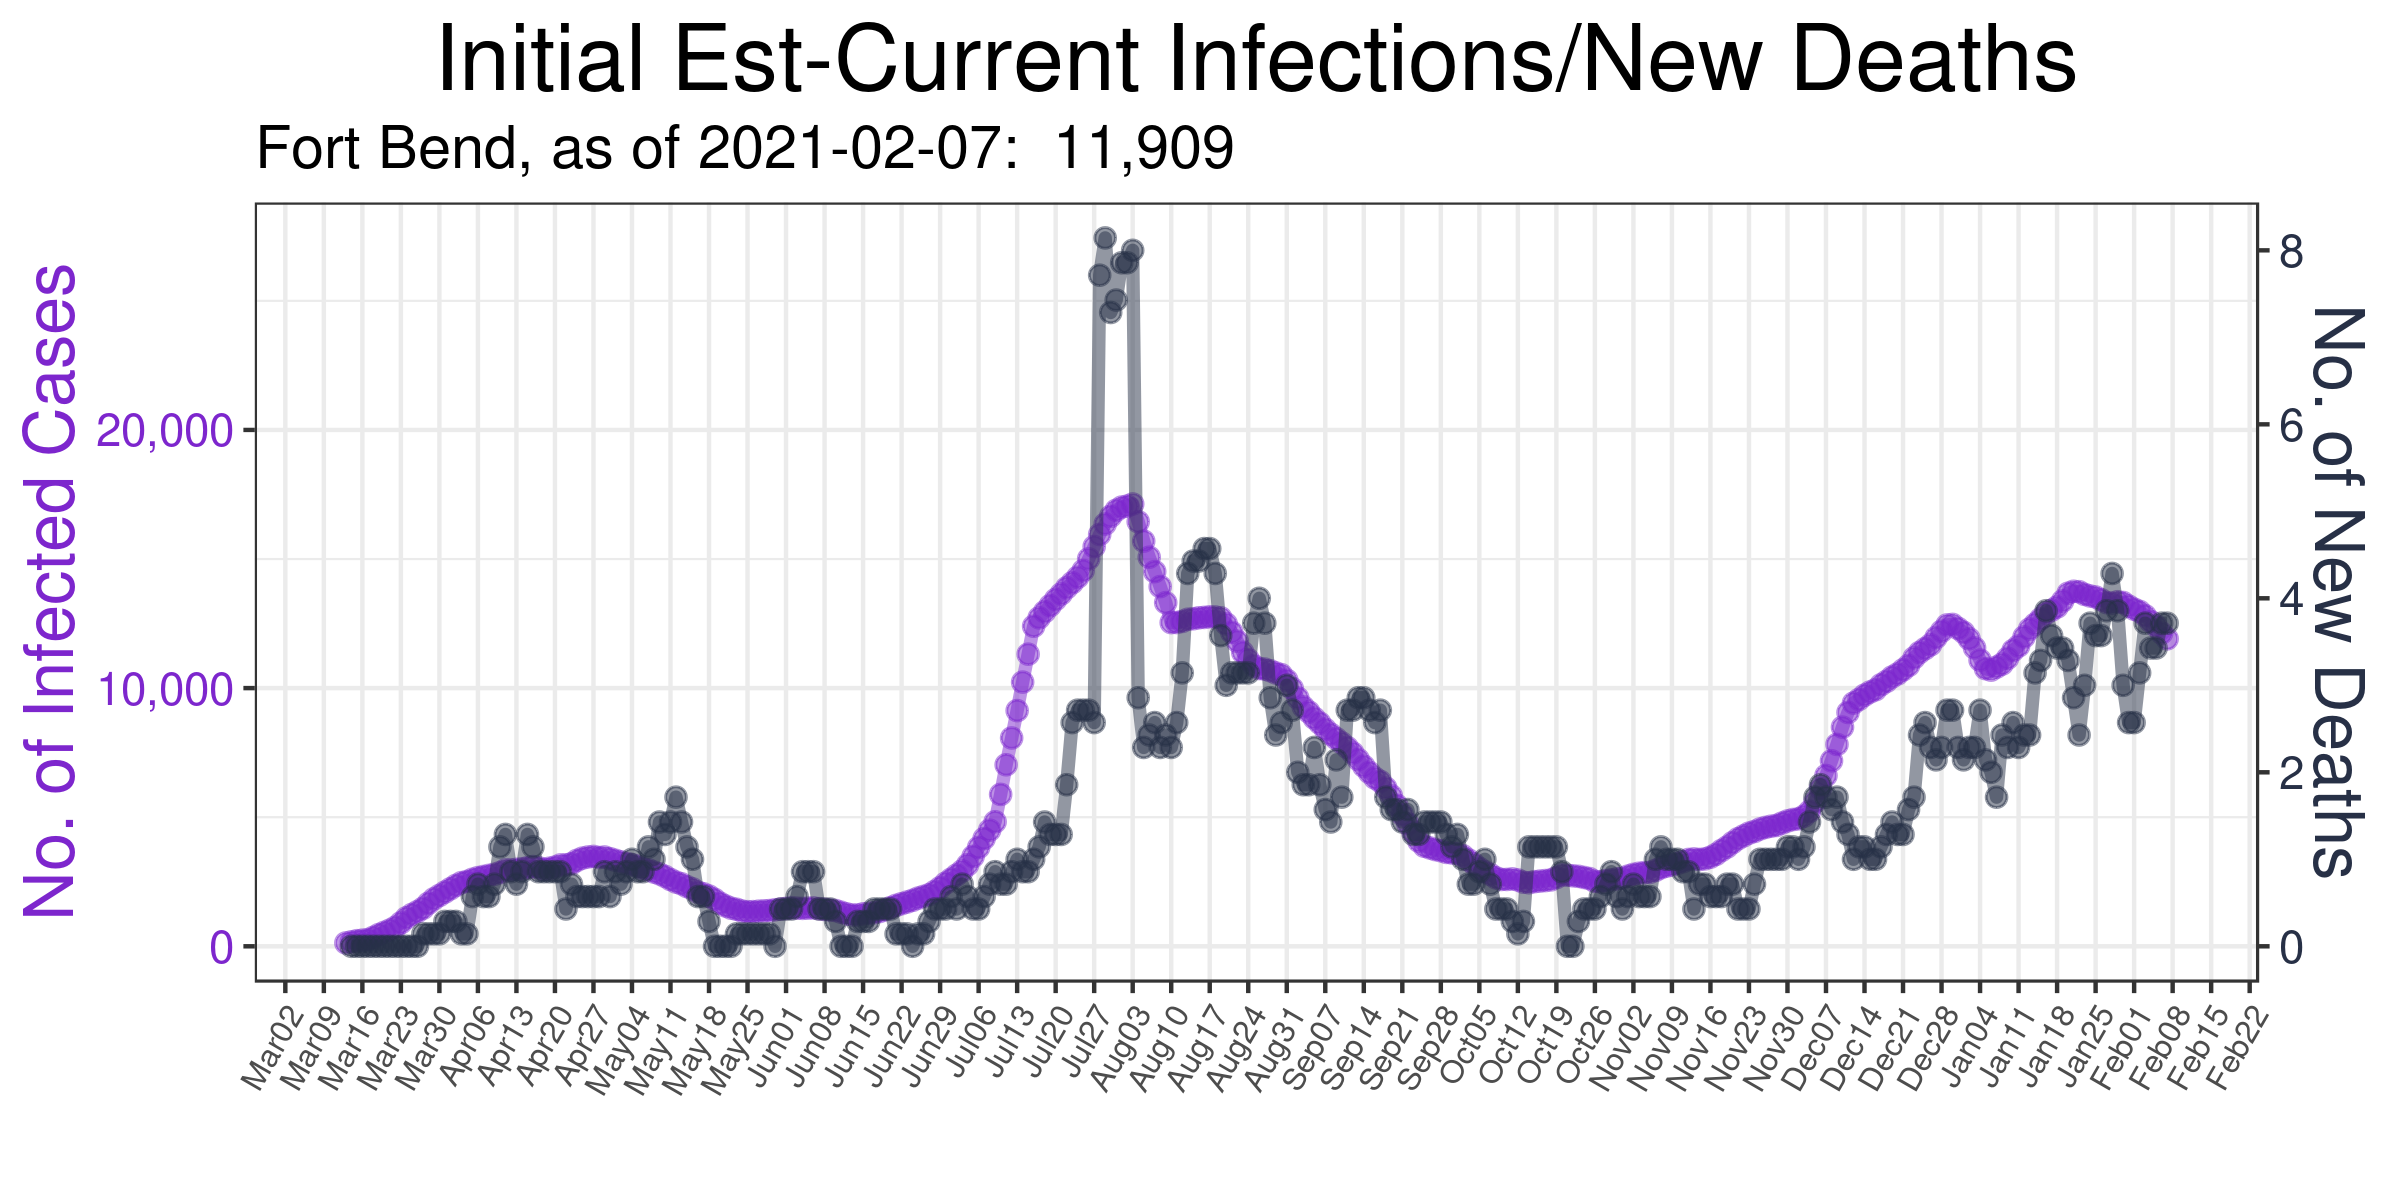 Initial Est-Current Infections/New Deaths
Fort Bend, as of 2021-02-07:  11,909
No. of Infected Cases
20,000
10,000
0
8
6
4
2
0
No. of New Deaths
Mar02
Mar09
Mar16
Mar23
Mar30
Apr06
Apr13
Apr20
Apr27
May04
May11
May18
May25
Jun01
Jun08
Jun15
Jun22
Jun29
Jul06
Jul13
Jul20
Jul27
Aug03
Aug10
Aug17
Aug24
Aug31
Sep07
Sep14
Sep21
Sep28
Oct05
Oct12
Oct19
Oct26
Nov02
Nov09
Nov16
Nov23
Nov30
Dec07
Dec14
Dec21
Dec28
Jan04
Jan11
Jan18
Jan25
Feb01
Feb08
Feb15
Feb22